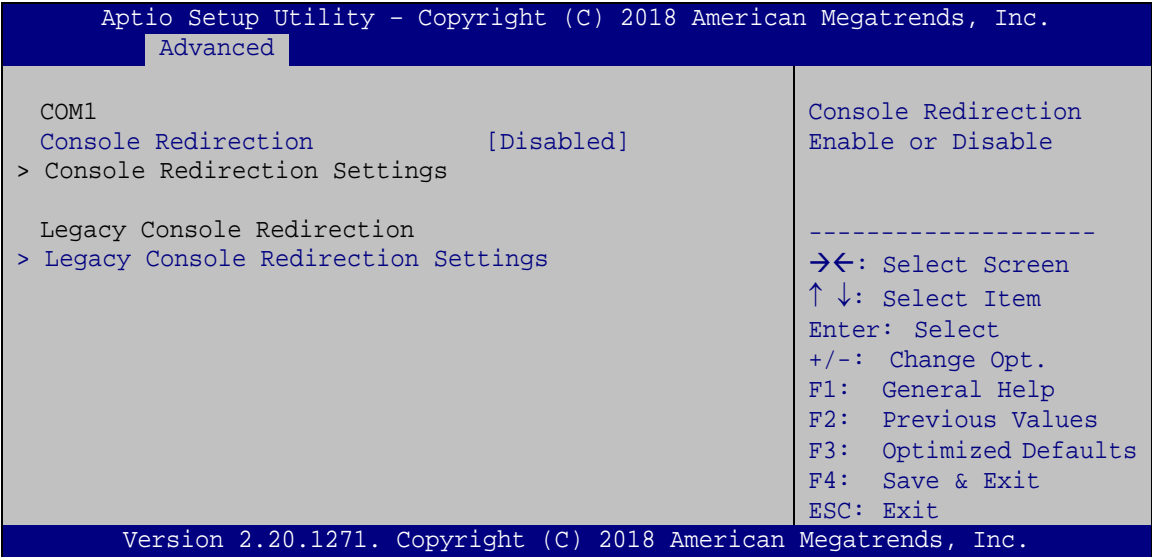 Aptio Setup Utility – Copyright (C) 2018 American Megatrends, Inc.
Advanced
COM1
Console Redirection [Disabled]
> Console Redirection Settings
Legacy Console Redirection
> Legacy Console Redirection Settings
Console Redirection
Enable or Disable
--------------------
→←: Select Screen
↑ ↓: Select Item
Enter: Select
+/-: Change Opt.
F1: General Help
F2: Previous Values
F3: Optimized Defaults
F4: Save & Exit
ESC: Exit
Version 2.20.1271. Copyright (C) 2018 American Megatrends, Inc.